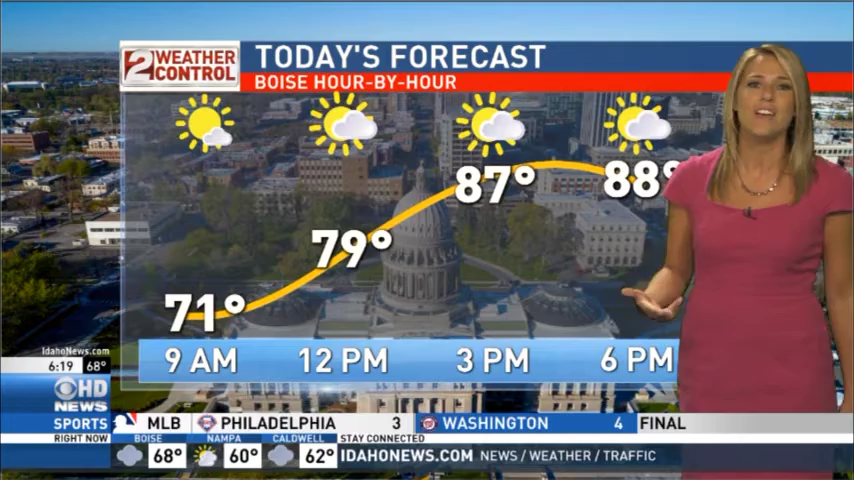 2 WEATHER CONTROL
TODAY'S FORECAST
BOISE HOUR-BY-HOUR
71° 79° 87° 88°
9 AM 12 PM 3 PM 6 PM
IdahoNews.com
6:19 68°
HD
NEWS
SPORTS MLB PHILADELPHIA 3 WASHINGTON 4 FINAL
RIGHT NOW BOISE NAMPA CALDWELL STAY CONNECTED
68° 60° 62° IDAHONEWS.COM NEWS / WEATHER / TRAFFIC